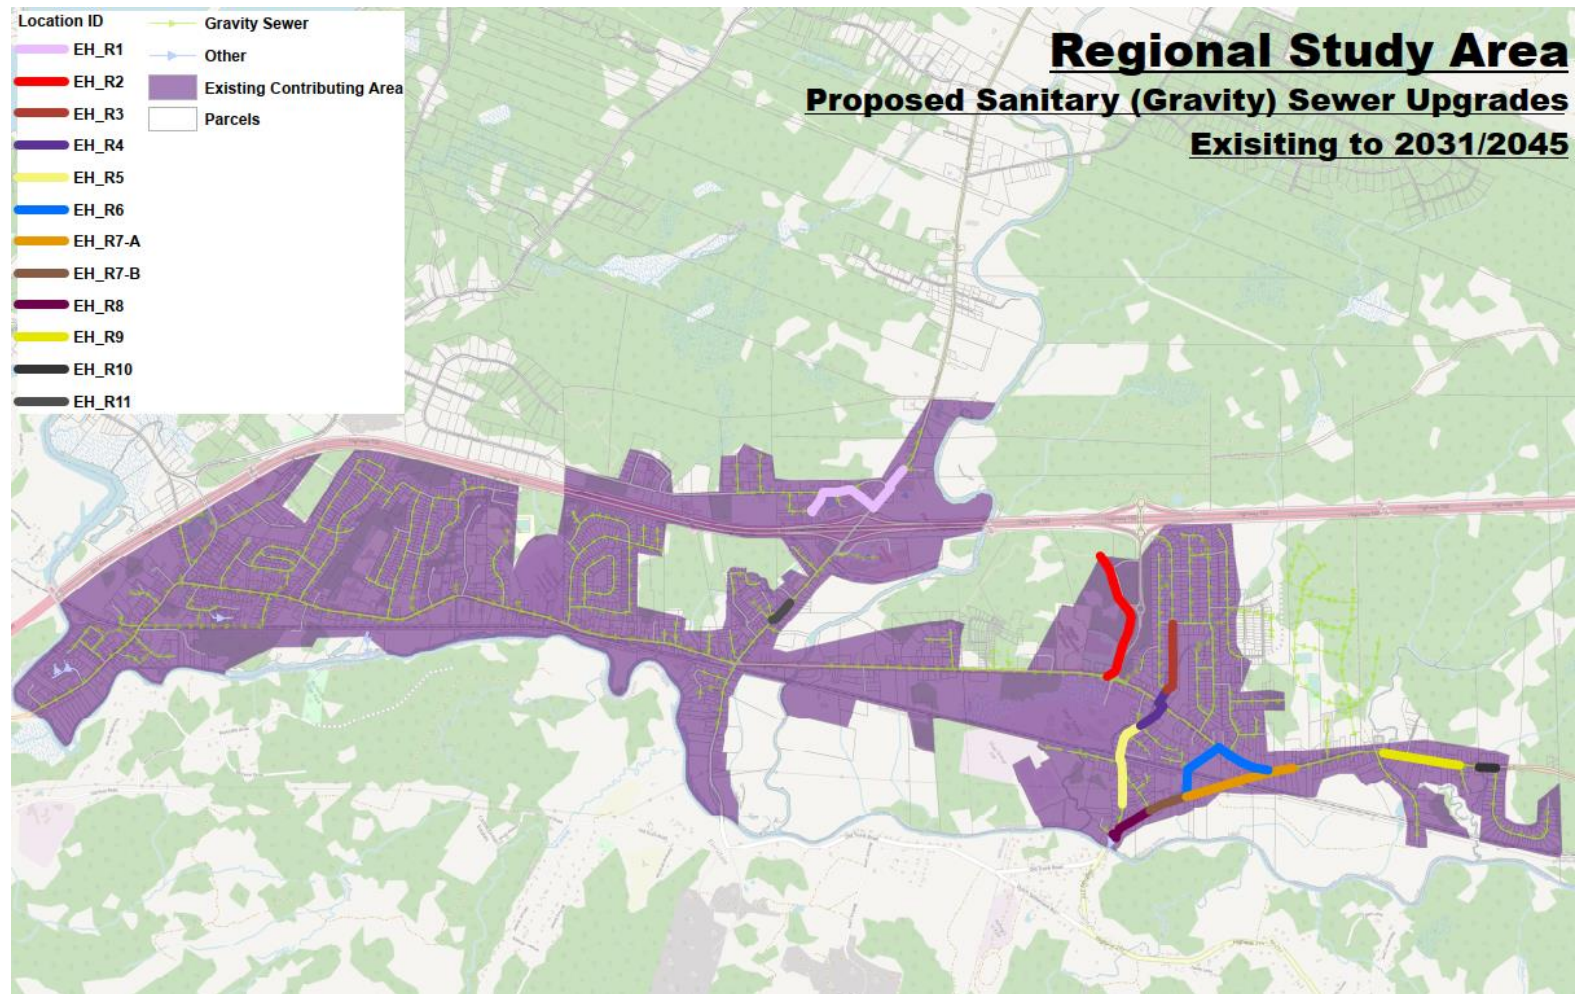 Location ID
EH_R1
EH_R2
EH_R3
EH_R4
EH_R5
EH_R6
EH_R7-A
EH_R7-B
EH_R8
EH_R9
EH_R10
EH_R11
Gravity Sewer
Other
Existing Contributing Area
Parcels
Regional Study Area
Proposed Sanitary (Gravity) Sewer Upgrades
Exisiting to 2031/2045